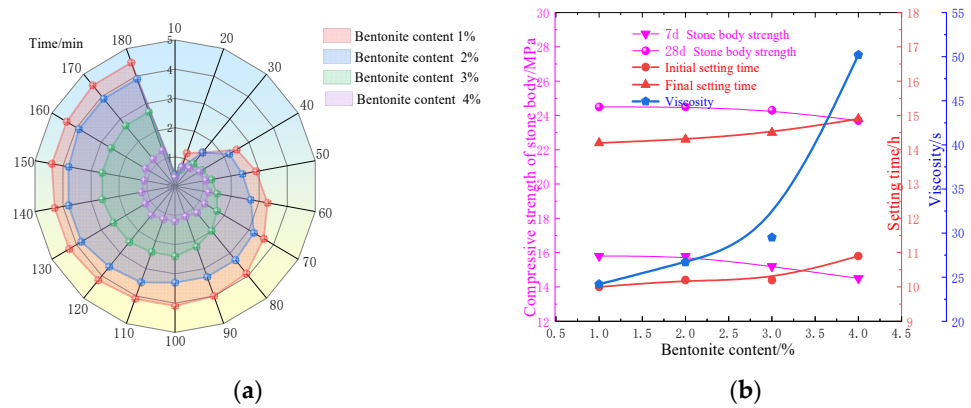 (a)
Time/min
10
20
30
40
50
60
70
80
90
100
110
120
130
140
150
160
170
180
5
4
3
2
1
Bentonite content 1%
Bentonite content 2%
Bentonite content 3%
Bentonite content 4%
(a)
(b)
Compressive strength of stone body/MPa
30
28
26
24
22
20
18
16
14
12
7d Stone body strength
28d Stone body strength
Initial setting time
Final setting time
Viscosity
0.5 1.0 1.5 2.0 2.5 3.0 3.5 4.0 4.5
Bentonite content/%
Setting time/h
18
17
16
15
14
13
12
11
10
9
Viscosity/s
55
50
45
40
35
30
25
20
(b)